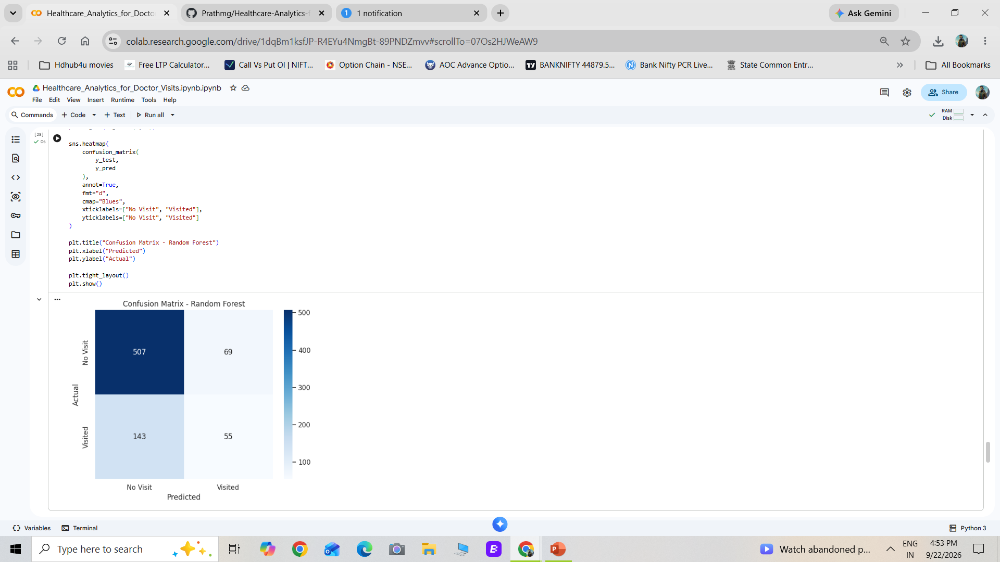 Healthcare_Analytics_for_Docto
Prathmg/Healthcare-Analytics-f
1
1 notification
Ask Gemini
colab.research.google.com/drive/1dqBm1ksfJP-R4EYu4NmgBt-89PNDZmvv#scrollTo=07Os2HJWeAW9
Hdhub4u movies
Free LTP Calculator...
Call Vs Put OI | NIFT...
Option Chain - NSE...
AOC Advance Optio...
BANKNIFTY 44879.5...
Bank Nifty PCR Live...
State Common Entr...
All Bookmarks
Healthcare_Analytics_for_Doctor_Visits.ipynb.ipynb
File Edit View Insert Runtime Tools Help
Share
Commands + Code + Text Run all
RAM
Disk
[28]
0s
sns.heatmap(
confusion_matrix(
y_test,
y_pred
),
annot=True,
fmt="d",
cmap="Blues",
xticklabels=["No Visit", "Visited"],
yticklabels=["No Visit", "Visited"]
)
plt.title("Confusion Matrix - Random Forest")
plt.xlabel("Predicted")
plt.ylabel("Actual")
plt.tight_layout()
plt.show()
Confusion Matrix - Random Forest
No Visit
Visited
Actual
507 69
143 55
No Visit Visited
Predicted
500
400
300
200
100
Variables
Terminal
Python 3
Type here to search
Watch abandoned p...
ENG
IN
4:53 PM
9/22/2026